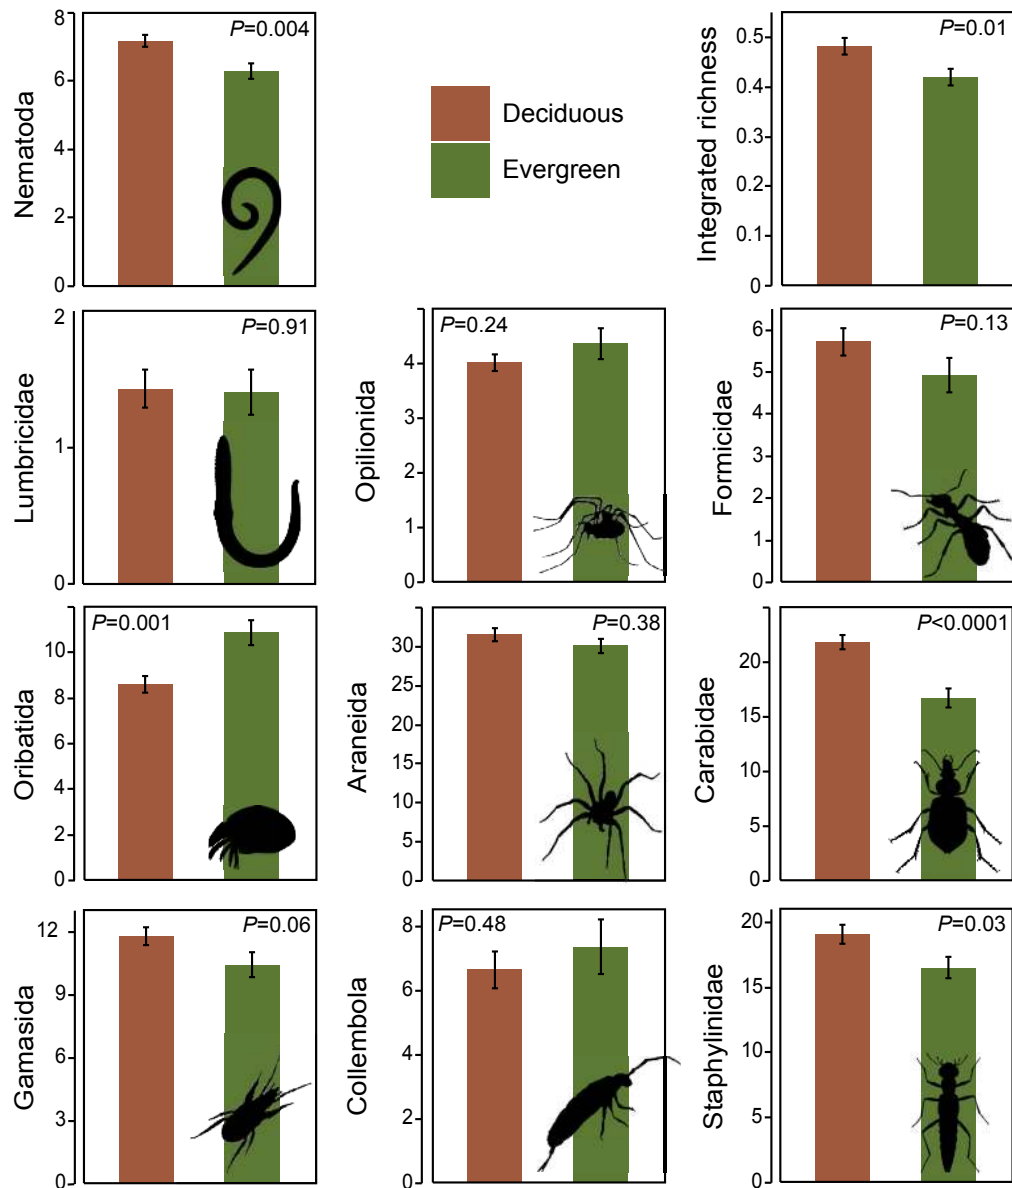 Nematoda
P=0.004
8
6
4
2
0
Deciduous
Evergreen
Integrated richness
P=0.01
0.5
0.4
0.3
0.2
0.1
0
Lumbricidae
P=0.91
2
1
0
Opilionida
P=0.24
4
3
2
1
0
Formicidae
P=0.13
6
5
4
3
2
1
0
Oribatida
P=0.001
10
8
6
4
2
0
Araneida
P=0.38
30
25
20
15
10
5
0
Carabidae
P<0.0001
20
15
10
5
0
Gamasida
P=0.06
12
9
6
3
0
Collembola
P=0.48
8
6
4
2
0
Staphylinidae
P=0.03
20
15
10
5
0